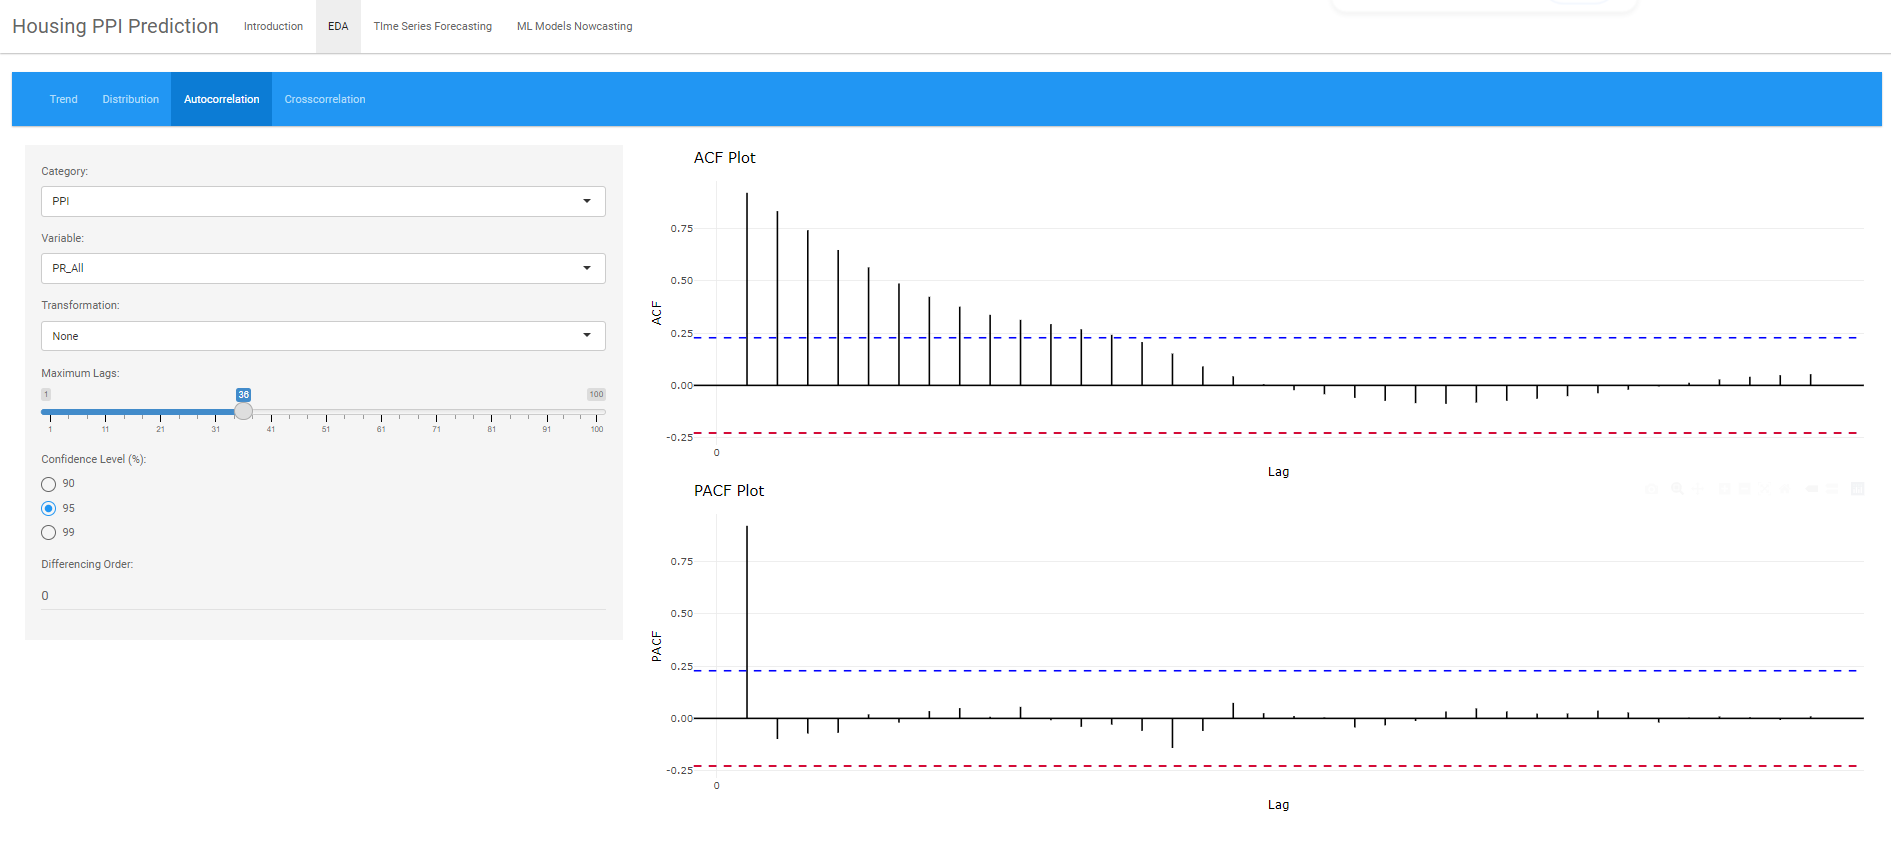 Housing PPI Prediction Introduction EDA TIme Series Forecasting ML Models Nowcasting
Trend Distribution Autocorrelation Crosscorrelation
Category:
PPI
Variable:
PR_All
Transformation:
None
Maximum Lags:
1 36 100
1 11 21 31 41 51 61 71 81 91 100
Confidence Level (%):
90
95
99
Differencing Order:
0
ACF Plot
0.75
0.50
0.25
0.00
-0.25
ACF
0
Lag
PACF Plot
0.75
0.50
0.25
0.00
-0.25
PACF
0
Lag